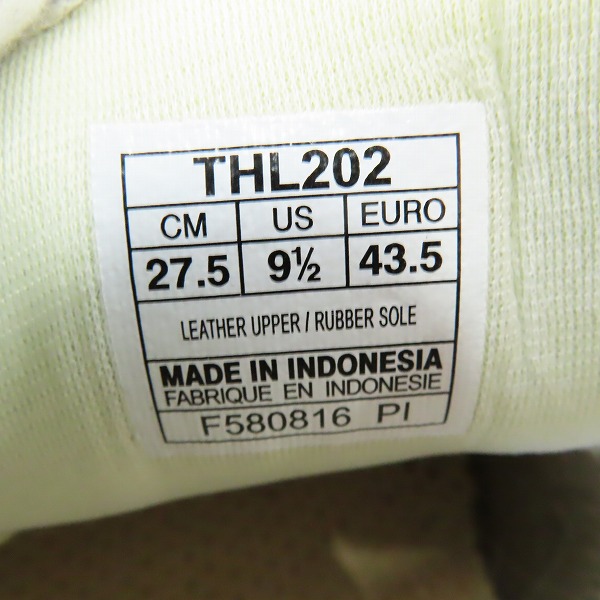 THL202
CM US EURO
27.5 9½ 43.5
LEATHER UPPER / RUBBER SOLE
MADE IN INDONESIA
FABRIQUE EN INDONESIE
F580816 PI